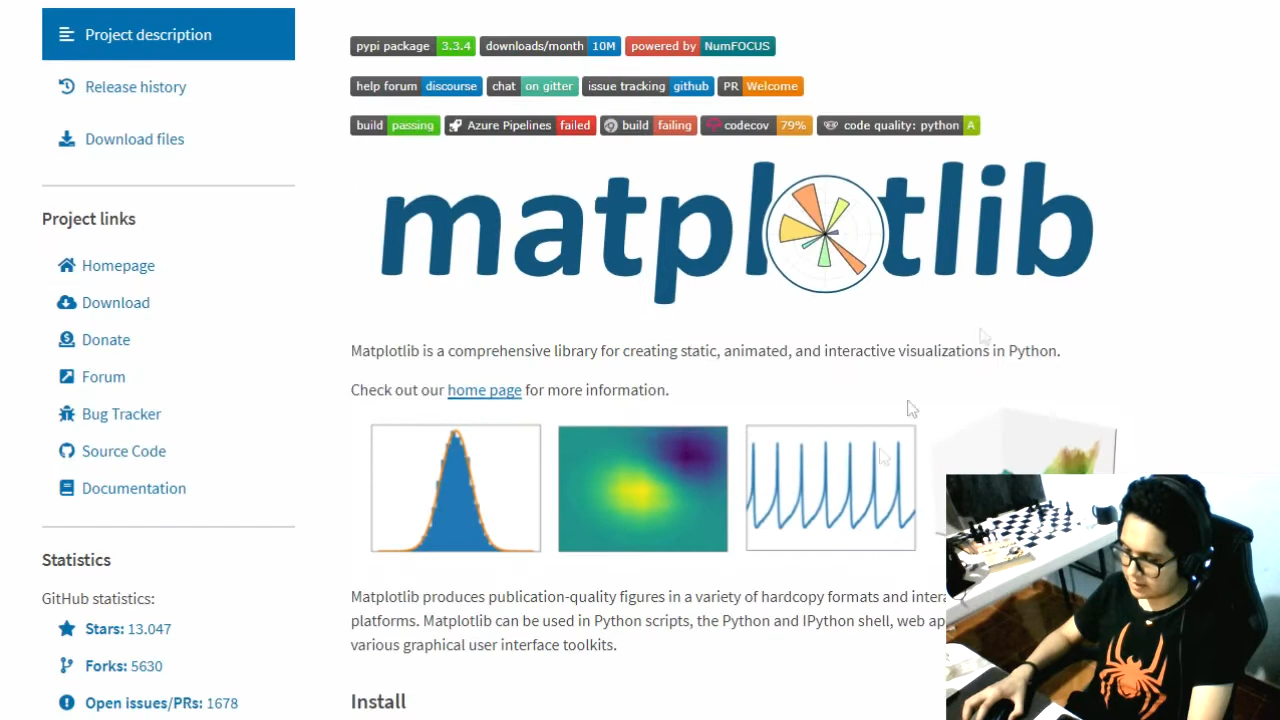 Project description
Release history
Download files
Project links
Homepage
Download
Donate
Forum
Bug Tracker
Source Code
Documentation
Statistics
GitHub statistics:
Stars: 13.047
Forks: 5630
Open issues/PRs: 1678
pypi package 3.3.4 downloads/month 10M powered by NumFOCUS
help forum discourse chat on gitter issue tracking github PR Welcome
build passing Azure Pipelines failed build failing codecov 79% code quality: python A
matplotlib
Matplotlib is a comprehensive library for creating static, animated, and interactive visualizations in Python.
Check out our home page for more information.
Matplotlib produces publication-quality figures in a variety of hardcopy formats and
platforms. Matplotlib can be used in Python scripts, the Python and IPython shell, web
various graphical user interface toolkits.
Install